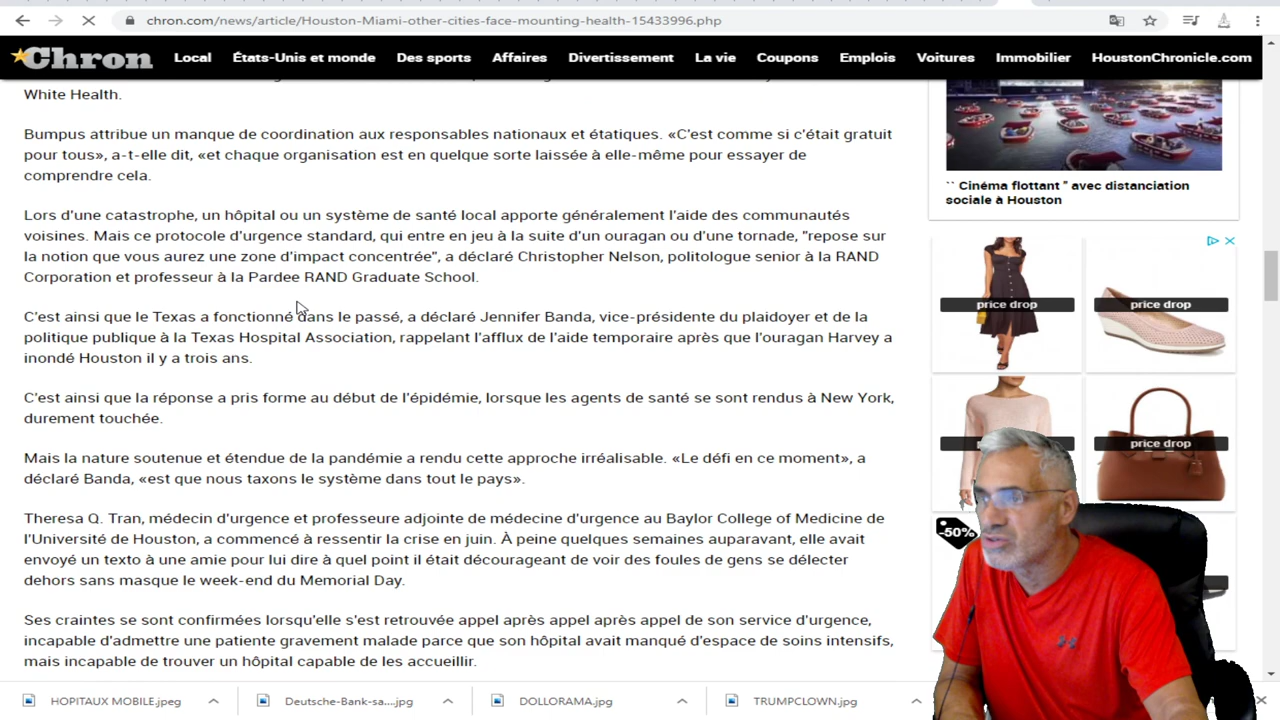 chron.com/news/article/Houston-Miami-other-cities-face-mounting-health-15433996.php
Chron Local États-Unis et monde Des sports Affaires Divertissement La vie Coupons Emplois Voitures Immobilier HoustonChronicle.com
White Health.
Bumpus attribue un manque de coordination aux responsables nationaux et étatiques. «C'est comme si c'était gratuit
pour tous», a-t-elle dit, «et chaque organisation est en quelque sorte laissée à elle-même pour essayer de
comprendre cela.
Lors d'une catastrophe, un hôpital ou un système de santé local apporte généralement l'aide des communautés
voisines. Mais ce protocole d'urgence standard, qui entre en jeu à la suite d'un ouragan ou d'une tornade, "repose sur
la notion que vous aurez une zone d'impact concentrée", a déclaré Christopher Nelson, politologue senior à la RAND
Corporation et professeur à la Pardee RAND Graduate School.
C'est ainsi que le Texas a fonctionné dans le passé, a déclaré Jennifer Banda, vice-présidente du plaidoyer et de la
politique publique à la Texas Hospital Association, rappelant l'afflux de l'aide temporaire après que l'ouragan Harvey a
inondé Houston il y a trois ans.
C'est ainsi que la réponse a pris forme au début de l'épidémie, lorsque les agents de santé se sont rendus à New York,
durement touchée.
Mais la nature soutenue et étendue de la pandémie a rendu cette approche irréalisable. «Le défi en ce moment», a
déclaré Banda, «est que nous taxons le système dans tout le pays».
Theresa Q. Tran, médecin d'urgence et professeure adjointe de médecine d'urgence au Baylor College of Medicine de
l'Université de Houston, a commencé à ressentir la crise en juin. À peine quelques semaines auparavant, elle avait
envoyé un texto à une amie pour lui dire à quel point il était décourageant de voir des foules de gens se délecter
dehors sans masque le week-end du Memorial Day.
Ses craintes se sont confirmées lorsqu'elle s'est retrouvée appel après appel après appel de son service d'urgence,
incapable d'admettre une patiente gravement malade parce que son hôpital avait manqué d'espace de soins intensifs,
mais incapable de trouver un hôpital capable de les accueillir.
`` Cinéma flottant '' avec distanciation
sociale à Houston
price drop
price drop
price drop
-50%
HOPITAUX MOBILE.jpeg
Deutsche-Bank-sa....jpg
DOLLORAMA.jpg
TRUMPCLOWN.jpg